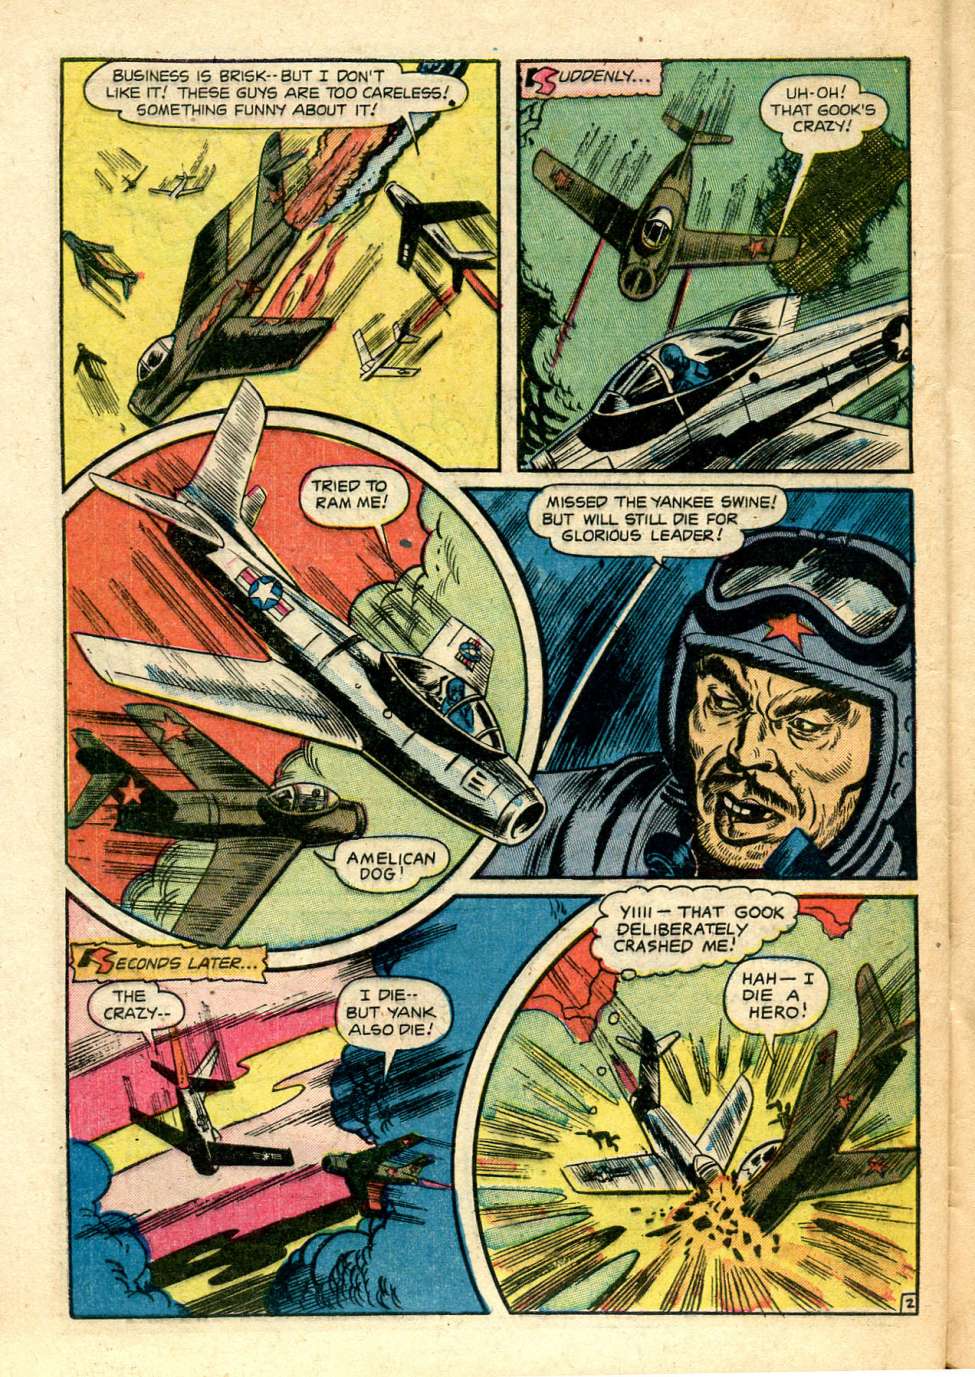 BUSINESS IS BRISK--BUT I DON'T
LIKE IT! THESE GUYS ARE TOO CARELESS!
SOMETHING FUNNY ABOUT IT!
SUDDENLY...
UH-OH!
THAT GOOK'S
CRAZY!
TRIED TO
RAM ME!
AMELICAN
DOG!
MISSED THE YANKEE SWINE!
BUT WILL STILL DIE FOR
GLORIOUS LEADER!
SECONDS LATER...
THE
CRAZY--
I DIE--
BUT YANK
ALSO DIE!
YIIII - THAT GOOK
DELIBERATELY
CRASHED ME!
HAH - I
DIE A
HERO!
2